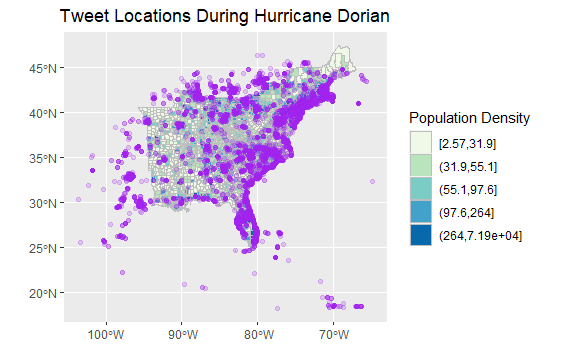 Tweet Locations During Hurricane Dorian
45°N
40°N
35°N
30°N
25°N
20°N
100°W 90°W 80°W 70°W
Population Density
[2.57,31.9]
(31.9,55.1]
(55.1,97.6]
(97.6,264]
(264,7.19e+04]